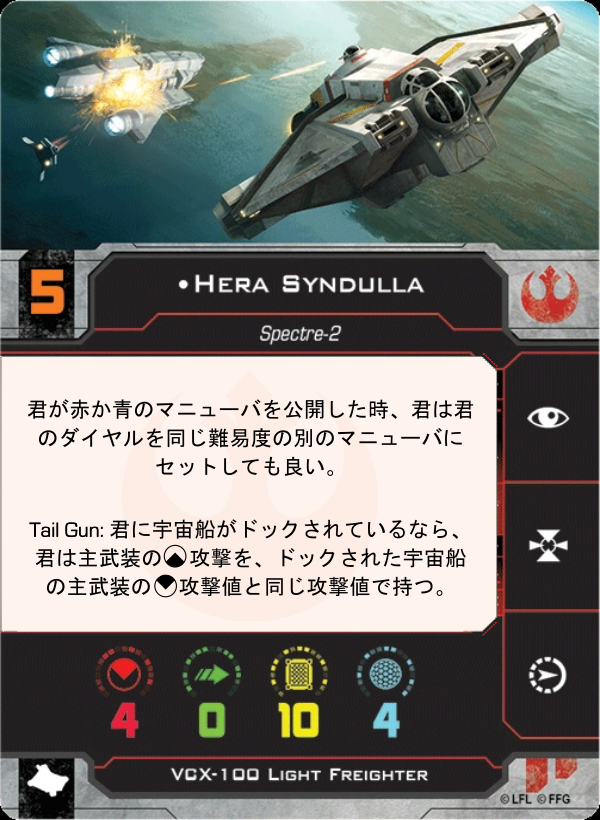 5
•Hera Syndulla
Spectre-2
君が赤か青のマニューバを公開した時、君は君
のダイヤルを同じ難易度の別のマニューバに
セットしても良い。
Tail Gun: 君に宇宙船がドックされているなら、
君は主武装の攻撃を、ドックされた宇宙船
の主武装の攻撃値と同じ攻撃値で持つ。
4 0 10 4
VCX-100 Light Freighter
©LFL ©FFG